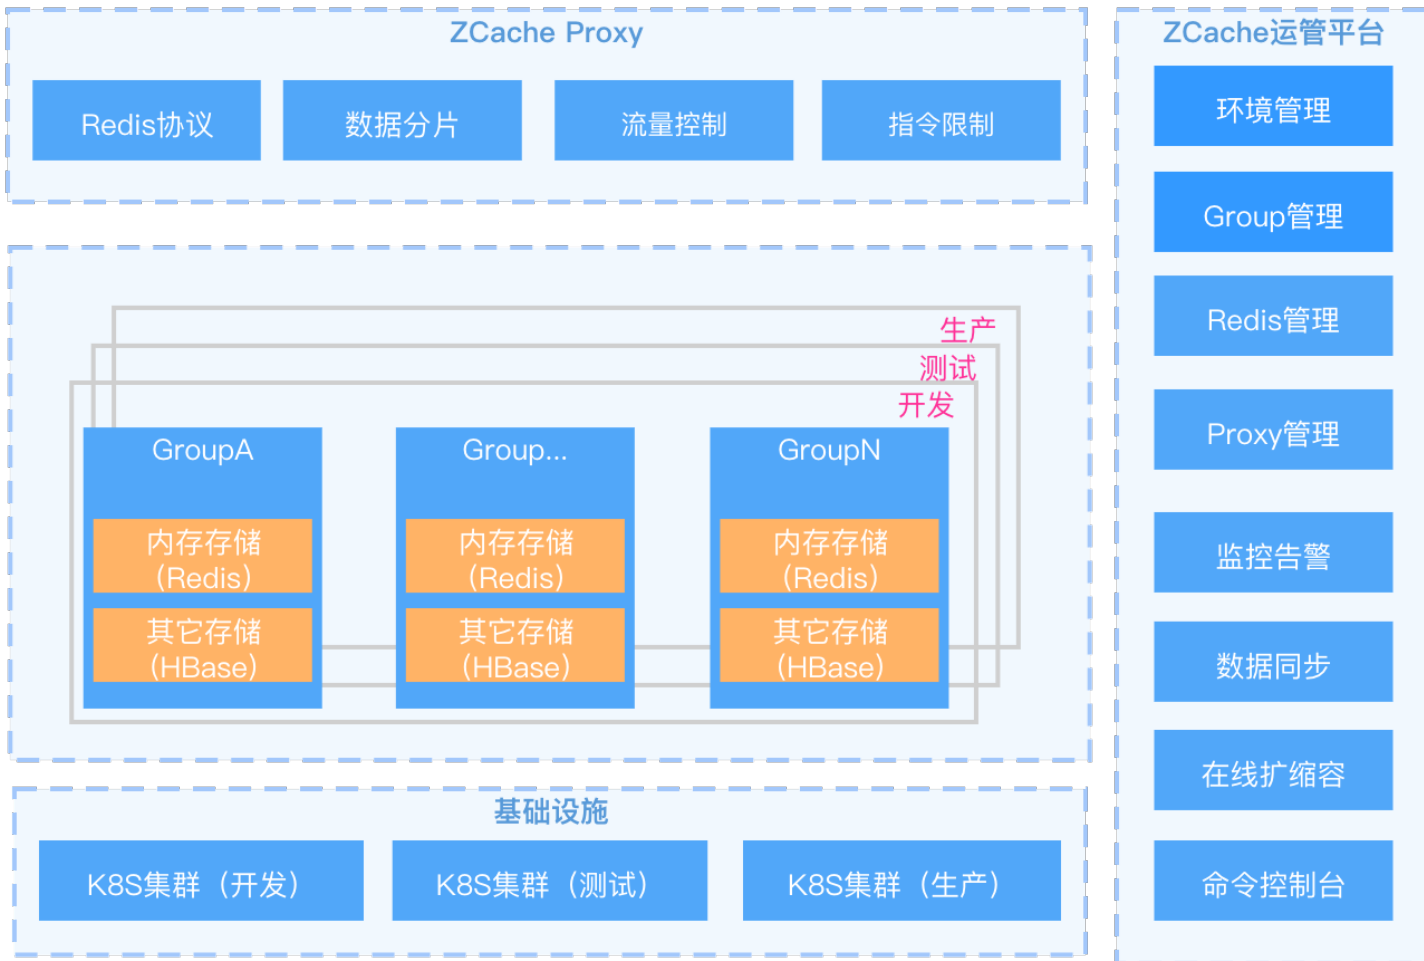 ZCache Proxy
Redis协议
数据分片
流量控制
指令限制
生产
测试
开发
GroupA
内存存储
（Redis）
其它存储
（HBase）
Group...
内存存储
（Redis）
其它存储
（HBase）
GroupN
内存存储
（Redis）
其它存储
（HBase）
基础设施
K8S集群（开发）
K8S集群（测试）
K8S集群（生产）
ZCache运管平台
环境管理
Group管理
Redis管理
Proxy管理
监控告警
数据同步
在线扩缩容
命令控制台